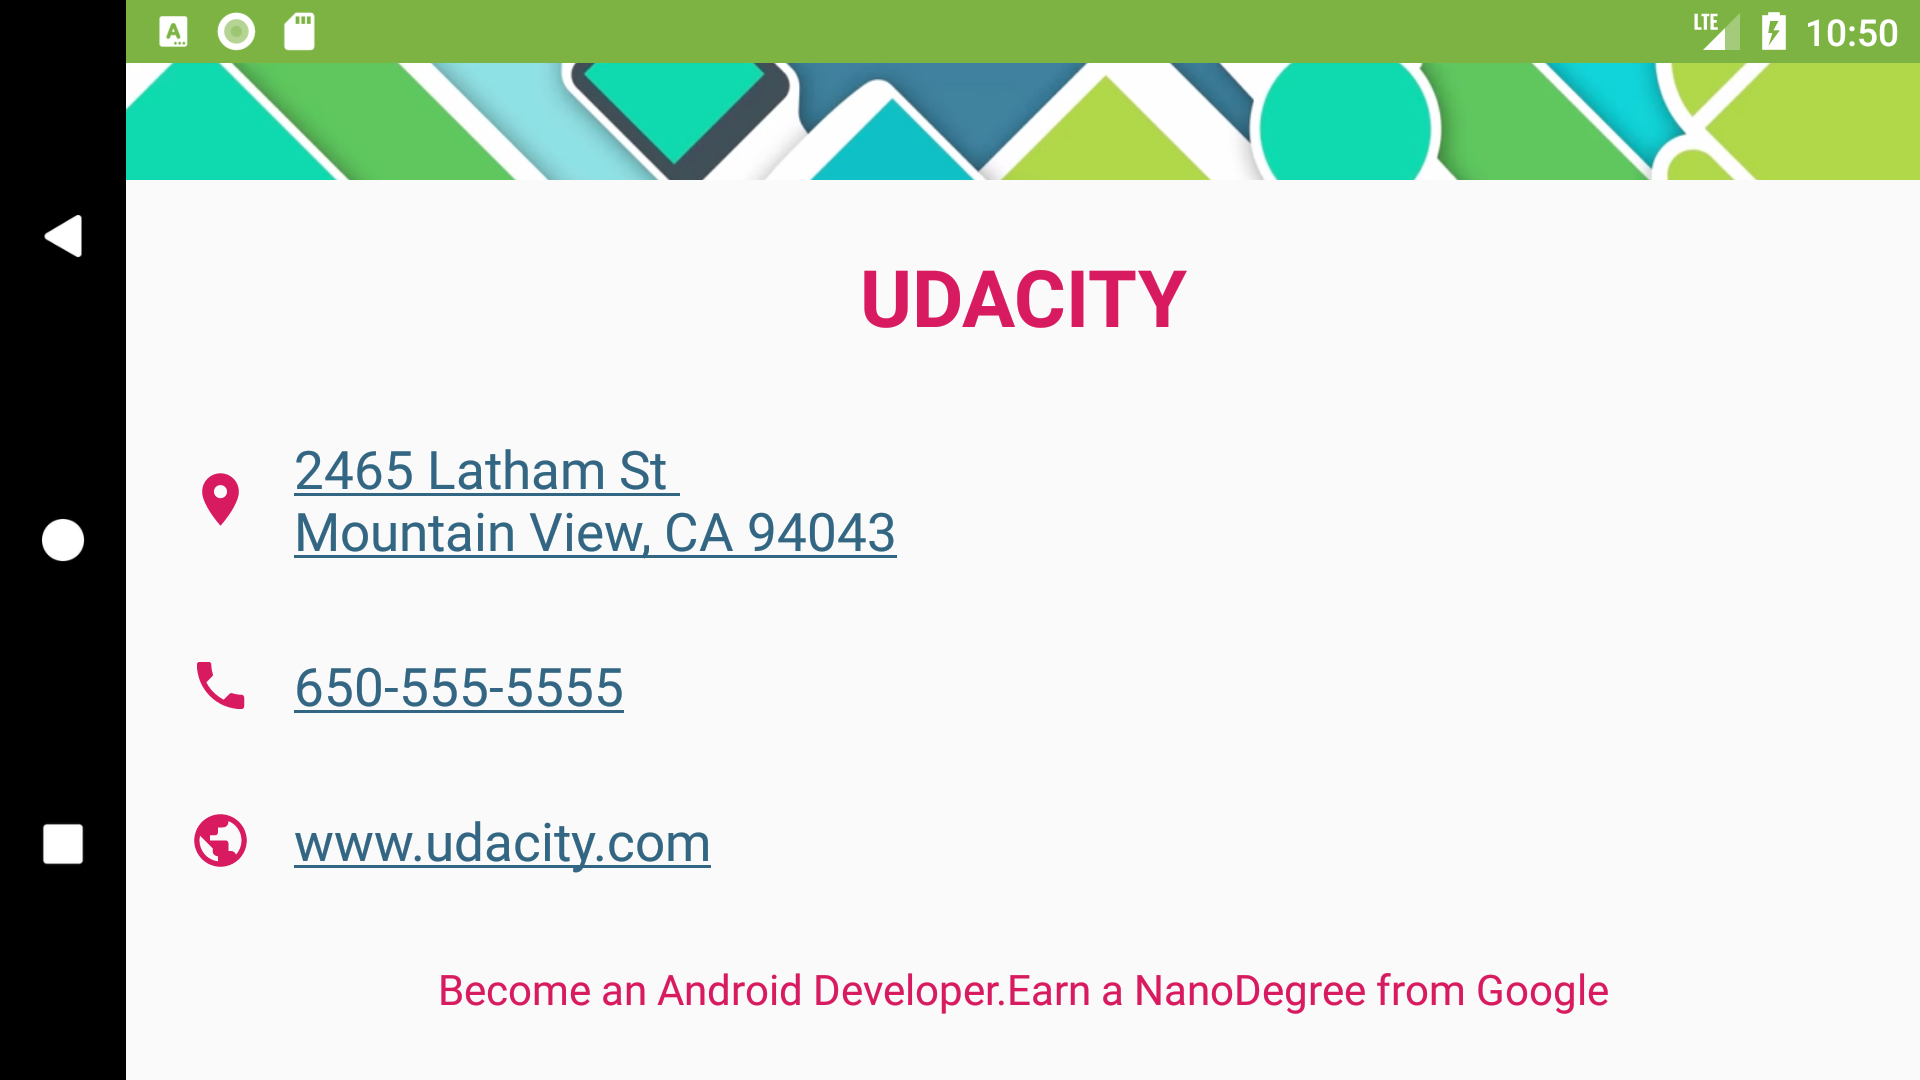 LTE 10:50
UDACITY
2465 Latham St
Mountain View, CA 94043
650-555-5555
www.udacity.com
Become an Android Developer.Earn a NanoDegree from Google